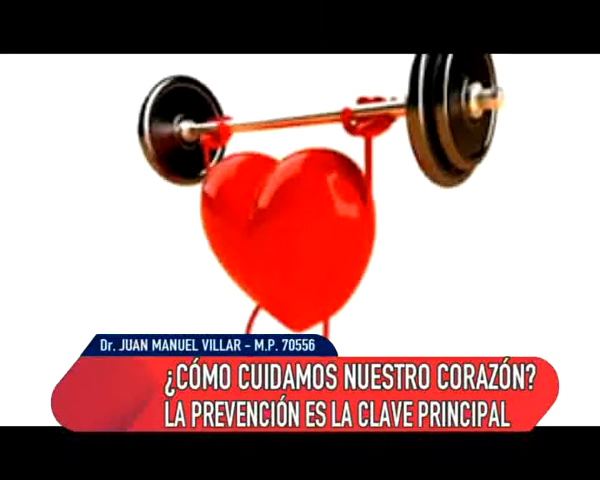 Dr. JUAN MANUEL VILLAR - M.P. 70556
¿CÓMO CUIDAMOS NUESTRO CORAZÓN?
LA PREVENCIÓN ES LA CLAVE PRINCIPAL